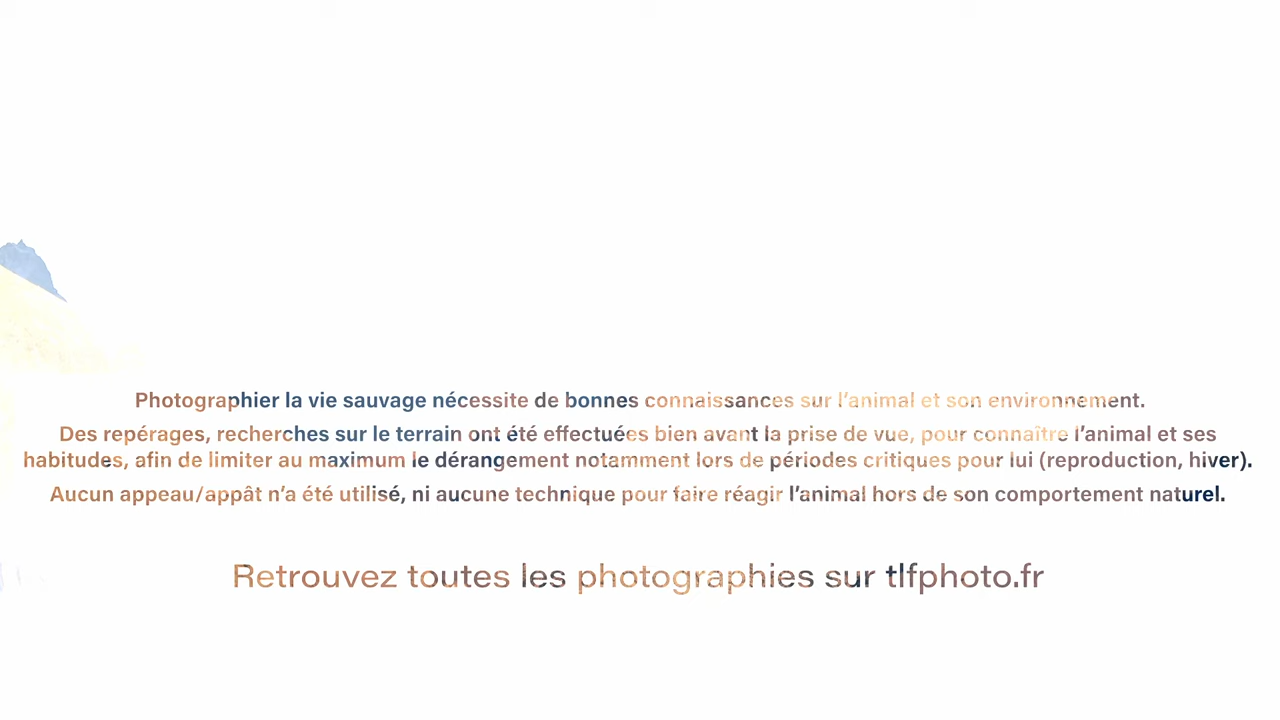 Photographier la vie sauvage nécessite de bonnes connaissances sur l’animal et son environnement.
Des repérages, recherches sur le terrain ont été effectuées bien avant la prise de vue, pour connaître l’animal et ses
habitudes, afin de limiter au maximum le dérangement notamment lors de périodes critiques pour lui (reproduction, hiver).
Aucun appeau/appât n’a été utilisé, ni aucune technique pour faire réagir l’animal hors de son comportement naturel.
Retrouvez toutes les photographies sur tlfphoto.fr